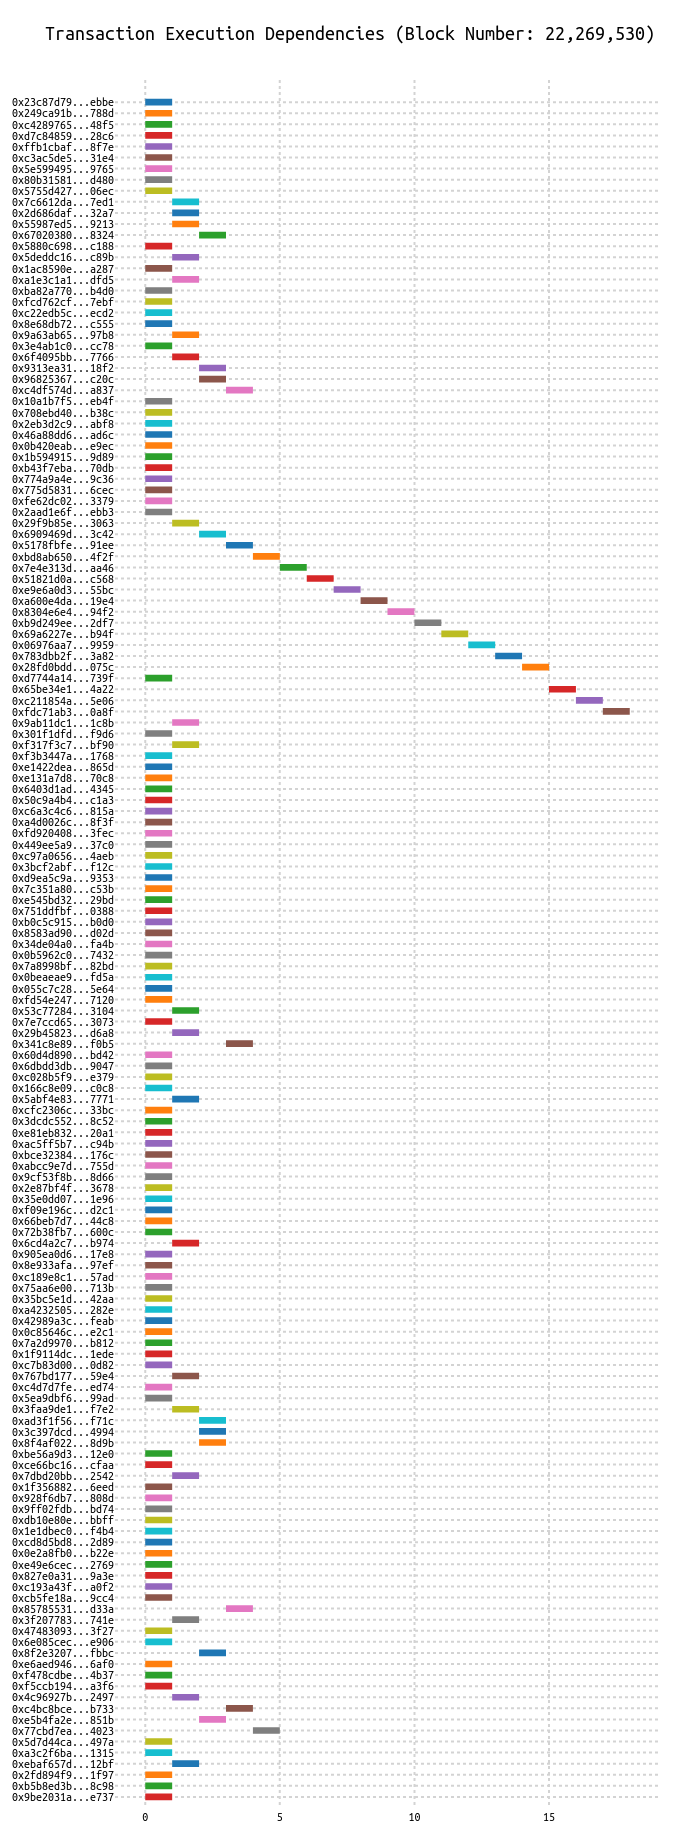 Transaction Execution Dependencies (Block Number: 22,269,530)
0x23c87d79...ebbe
0x249ca91b...788d
0xc4289765...48f5
0xd7c84859...28c6
0xffb1cbaf...8f7e
0xc3ac5de5...31e4
0x5e599495...9765
0x80b31581...d480
0x5755d427...06ec
0x7c6612da...7ed1
0x2d686daf...32a7
0x55987ed5...9213
0x67020380...8324
0x5880c698...c188
0x5deddc16...c89b
0x1ac8590e...a287
0xa1e3c1a1...dfd5
0xba82a770...b4d0
0xfcd762cf...7ebf
0xc22edb5c...ecd2
0x8e68db72...c555
0x9a63ab65...97b8
0x3e4ab1c0...cc78
0x6f4095bb...7766
0x9313ea31...18f2
0x96825367...c20c
0xc4df574d...a837
0x10a1b7f5...eb4f
0x708ebd40...b38c
0x2eb3d2c9...abf8
0x46a88dd6...ad6c
0x0b420eab...e9ec
0x1b594915...9d89
0xb43f7eba...70db
0x774a9a4e...9c36
0x775d5831...6cec
0xfe62dc02...3379
0x2aad1e6f...ebb3
0x29f9b85e...3063
0x6909469d...3c42
0x5178fbfe...91ee
0xbd8ab650...4f2f
0x7e4e313d...aa46
0x51821d0a...c568
0xe9e6a0d3...55bc
0xa600e4da...19e4
0x8304e6e4...94f2
0xb9d249ee...2df7
0x69a6227e...b94f
0x06976aa7...9959
0x783dbb2f...3a82
0x28fd0bdd...075c
0xd7744a14...739f
0x65be34e1...4a22
0xc211854a...5e06
0xfdc71ab3...0a8f
0x9ab11dc1...1c8b
0x301f1dfd...f9d6
0xf317f3c7...bf90
0xf3b3447a...1768
0xe1422dea...865d
0xe131a7d8...70c8
0x6403d1ad...4345
0x50c9a4b4...c1a3
0xc6a3c4c6...815a
0xa4d0026c...8f3f
0xfd920408...3fec
0x449ee5a9...37c0
0xc97a0656...4aeb
0x3bcf2abf...f12c
0xd9ea5c9a...9353
0x7c351a80...c53b
0xe545bd32...29bd
0x751ddfbf...0388
0xb0c5c915...b0d0
0x8583ad90...d02d
0x34de04a0...fa4b
0x0b5962c0...7432
0x7a8998bf...82bd
0x0beaeae9...fd5a
0x055c7c28...5e64
0xfd54e247...7120
0x53c77284...3104
0x7e7ccd65...3073
0x29b45823...d6a8
0x341c8e89...f0b5
0x60d4d890...bd42
0x6dbdd3db...9047
0xc028b5f9...e379
0x166c8e09...c0c8
0x5abf4e83...7771
0xcfc2306c...33bc
0x3dcdc552...8c52
0xe81eb832...20a1
0xac5ff5b7...c94b
0xbce32384...176c
0xabcc9e7d...755d
0x9cf53f8b...8d66
0x2e87bf4f...3678
0x35e0dd07...1e96
0xf09e196c...d2c1
0x66beb7d7...44c8
0x72b38fb7...600c
0x6cd4a2c7...b974
0x905ea0d6...17e8
0x8e933afa...97ef
0xc189e8c1...57ad
0x75aa6e00...713b
0x35bc5e1d...42aa
0xa4232505...282e
0x42989a3c...feab
0x0c85646c...e2c1
0x7a2d9970...b812
0x1f9114dc...1ede
0xc7b83d00...0d82
0x767bd177...59e4
0xc4d7d7fe...ed74
0x5ea9dbf6...99ad
0x3faa9de1...f7e2
0xad3f1f56...f71c
0x3c397dcd...4994
0x8f4af022...8d9b
0xbe56a9d3...12e0
0xce66bc16...cfaa
0x7dbd20bb...2542
0x1f356882...6eed
0x928f6db7...808d
0x9ff02fdb...bd74
0xdb10e80e...bbff
0x1e1dbec0...f4b4
0xcd8d5bd8...2d89
0x0e2a8fb0...b22e
0xe49e6cec...2769
0x827e0a31...9a3e
0xc193a43f...a0f2
0xcb5fe18a...9cc4
0x85785531...d33a
0x3f207783...741e
0x47483093...3f27
0x6e085cec...e906
0x8f2e3207...fbbc
0xe6aed946...6af0
0xf478cdbe...4b37
0xf5ccb194...a3f6
0x4c96927b...2497
0xc4bc8bce...b733
0xe5b4fa2e...851b
0x77cbd7ea...4023
0x5d7d44ca...497a
0xa3c2f6ba...1315
0xebaf657d...12bf
0x2fd894f9...1f97
0xb5b8ed3b...8c98
0x9be2031a...e737
0 5 10 15